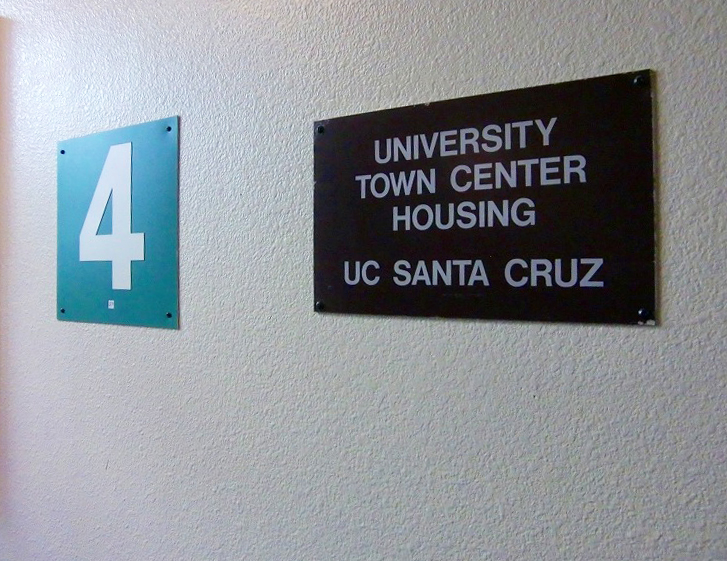 4
UNIVERSITY
TOWN CENTER
HOUSING
UC SANTA CRUZ